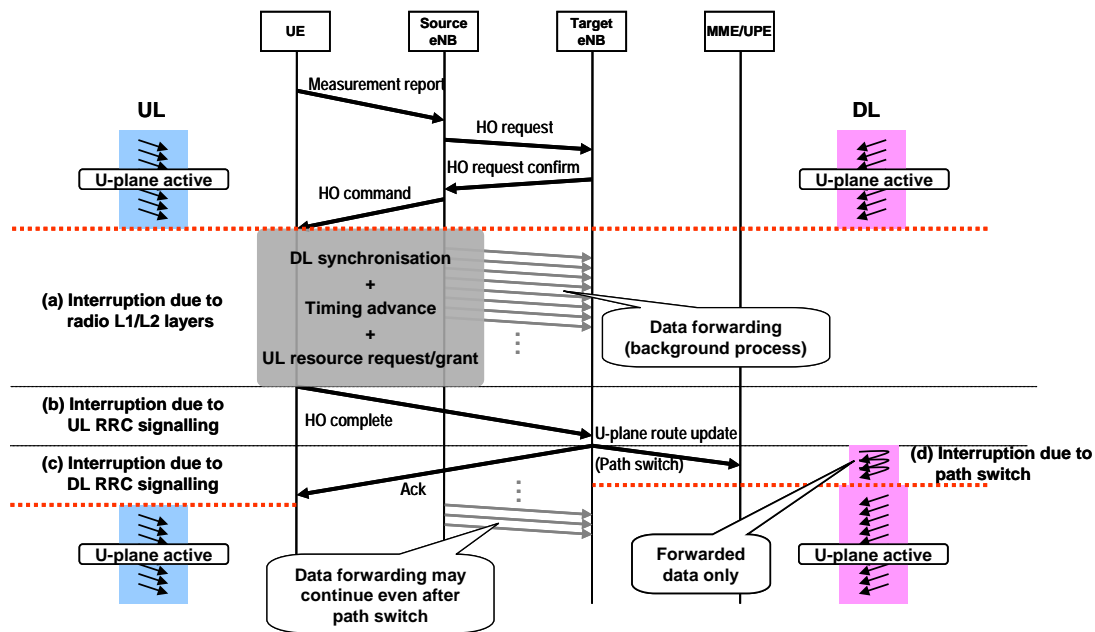 UE
Source
eNB
Target
eNB
MME/UPE
Measurement report
UL
DL
HO request
HO request confirm
U-plane active
U-plane active
HO command
DL synchronisation
+
Timing advance
+
UL resource request/grant
(a) Interruption due to
radio L1/L2 layers
Data forwarding
(background process)
(b) Interruption due to
UL RRC signalling
HO complete
U-plane route update
(Path switch)
(c) Interruption due to
DL RRC signalling
(d) Interruption due to
path switch
Ack
U-plane active
U-plane active
Forwarded
data only
Data forwarding may
continue even after
path switch